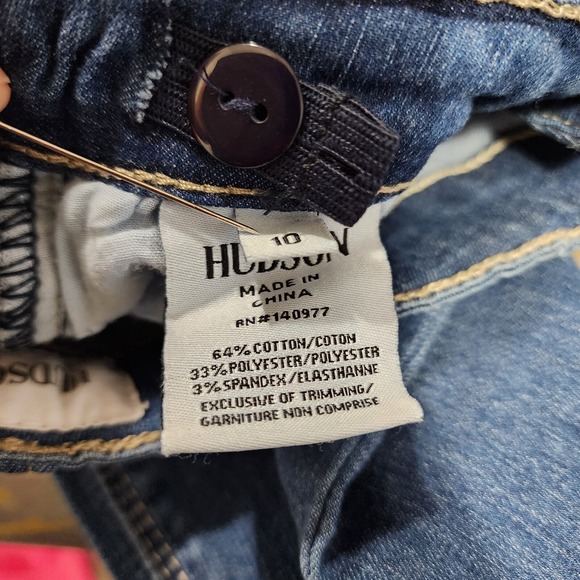 10
HUDSON
MADE IN
CHINA
RN#140977
64% COTTON/COTON
33% POLYESTER/POLYESTER
3% SPANDEX/ELASTHANNE
EXCLUSIVE OF TRIMMING/
GARNITURE NON COMPRISE